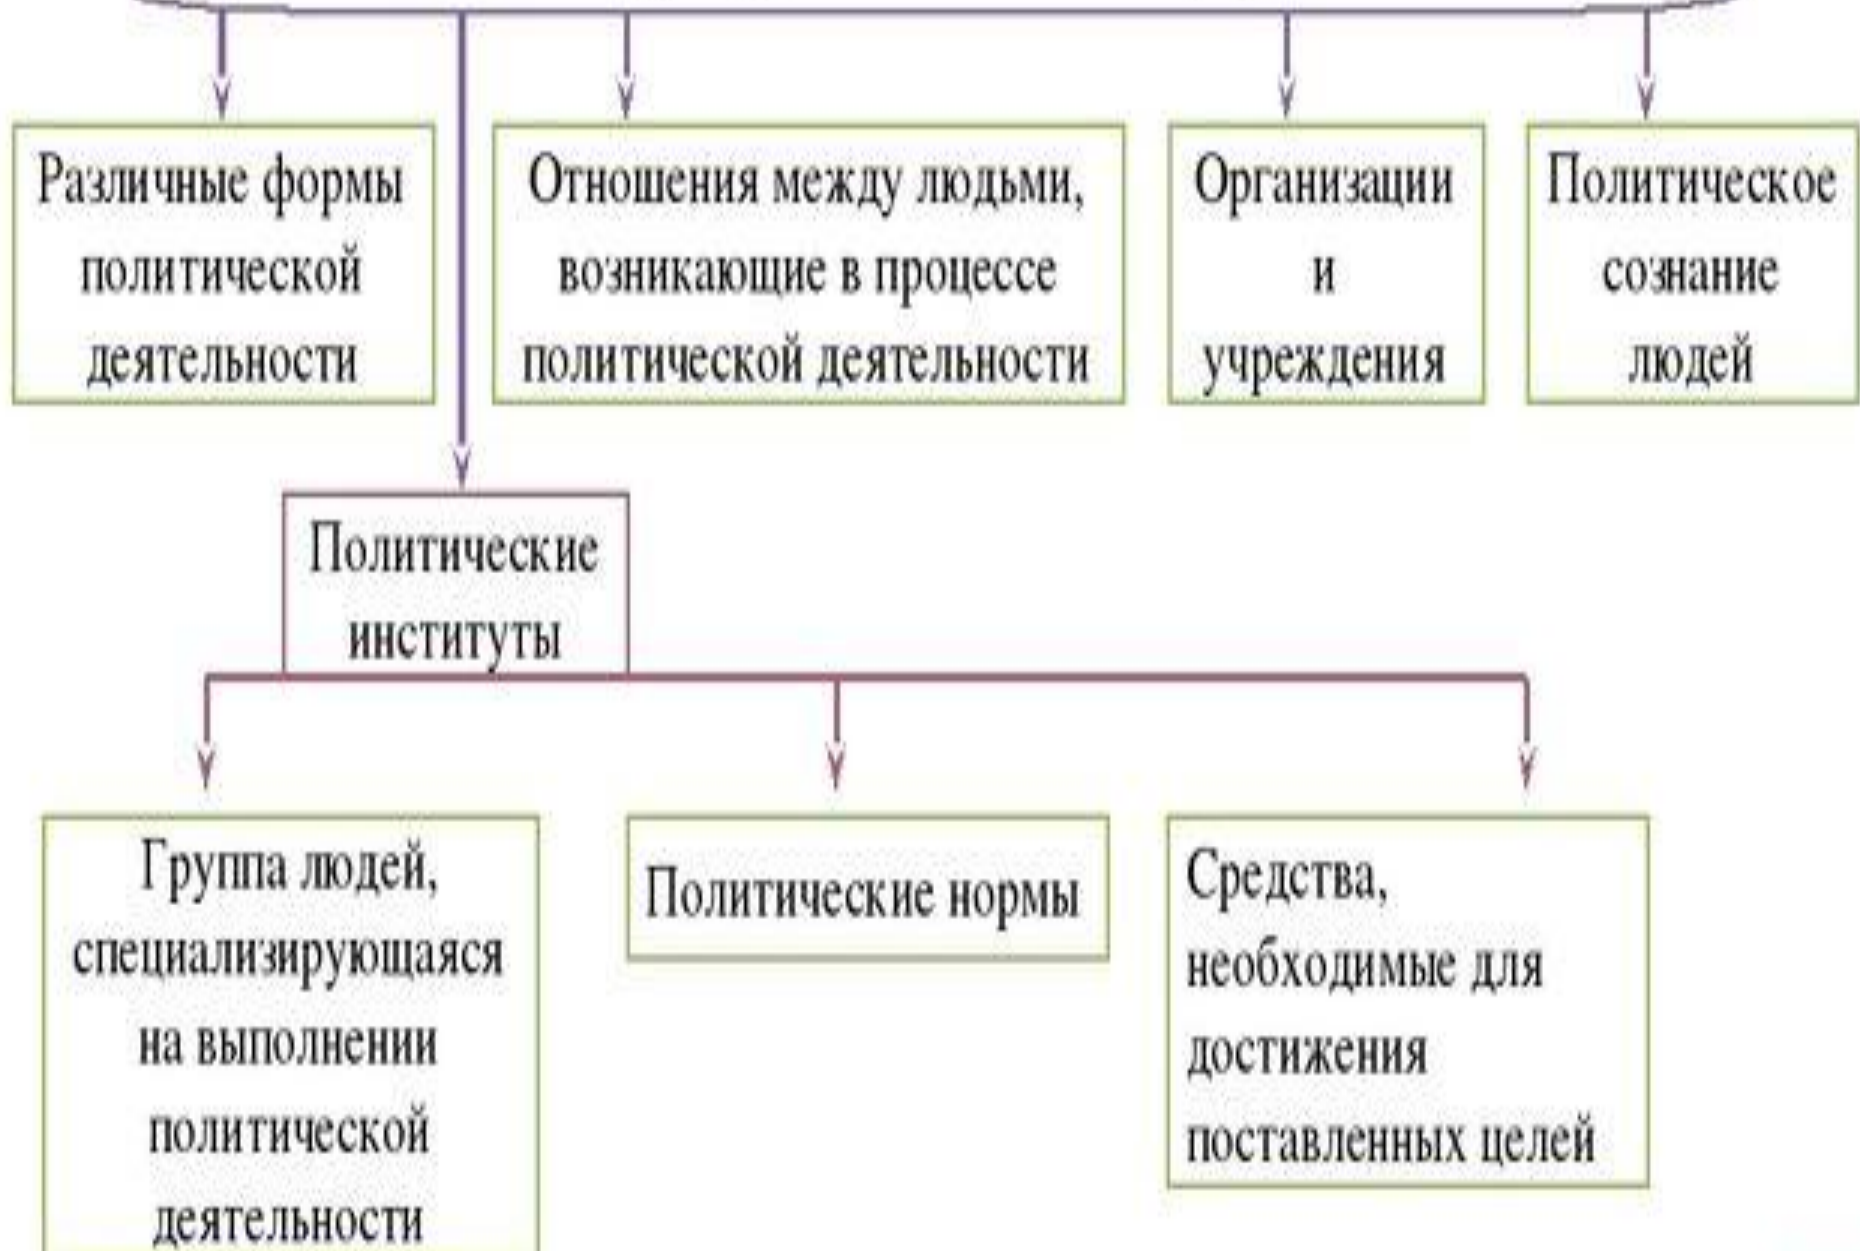 Различные формы
политической
деятельности
Отношения между людьми,
возникающие в процессе
политической деятельности
Организации
и
учреждения
Политическое
сознание
людей
Политические
институты
Группа людей,
специализирующаяся
на выполнении
политической
деятельности
Политические нормы
Средства,
необходимые для
достижения
поставленных целей